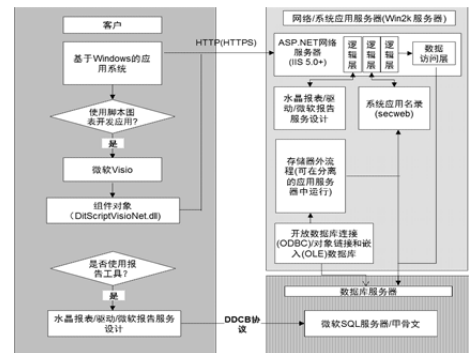 客户
基于Windows的应
用系统
使用脚本图
表开发应用?
是
微软Visio
组件对象
(DitScriptVisioNet.dll)
是否使用报
告工具?
是
水晶报表/驱动/微软报告服务
设计
HTTP(HTTPS)
DDCB协
议
网络/系统应用服务器(Win2k服务器)
ASP.NET网络
服务器
(IIS 5.0+)
逻辑层
逻辑层
逻辑层
数据
访问层
水晶报表/驱
动/微软报告
服务设计
系统应用名录
(secweb)
存储器外流
程(可在分
离的应用服务
器中运行)
开放数据库连接
(ODBC)/对象链接和嵌
入(OLE)数据库
数据库服务器
微软SQL服务器/甲骨文